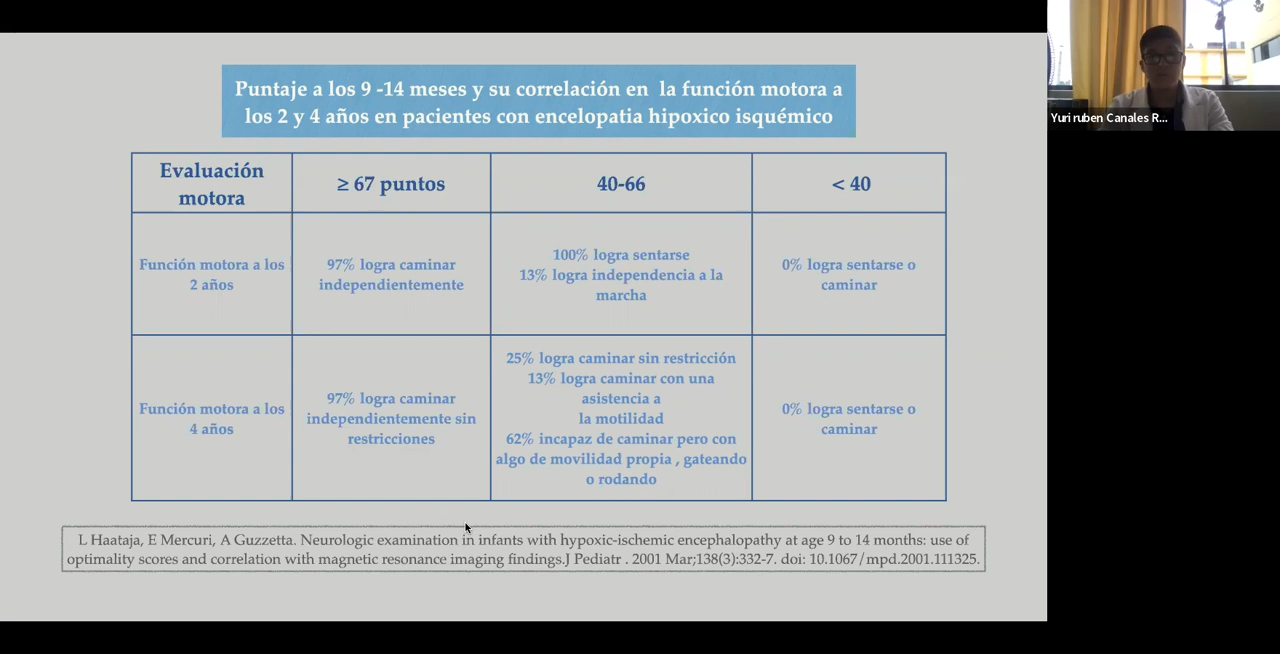 Puntaje a los 9 -14 meses y su correlación en la función motora a
los 2 y 4 años en pacientes con encelopatia hipoxico isquémico
Evaluación
motora
≥ 67 puntos
40-66
< 40
Función motora a los
2 años
97% logra caminar
independientemente
100% logra sentarse
13% logra independencia a la
marcha
0% logra sentarse o
caminar
Función motora a los
4 años
97% logra caminar
independientemente sin
restricciones
25% logra caminar sin restricción
13% logra caminar con una
asistencia a
la motilidad
62% incapaz de caminar pero con
algo de movilidad propia , gateando
o rodando
0% logra sentarse o
caminar
L Haataja, E Mercuri, A Guzzetta. Neurologic examination in infants with hypoxic-ischemic encephalopathy at age 9 to 14 months: use of
optimality scores and correlation with magnetic resonance imaging findings.J Pediatr . 2001 Mar;138(3):332-7. doi: 10.1067/mpd.2001.111325.
Yuri ruben Canales R...